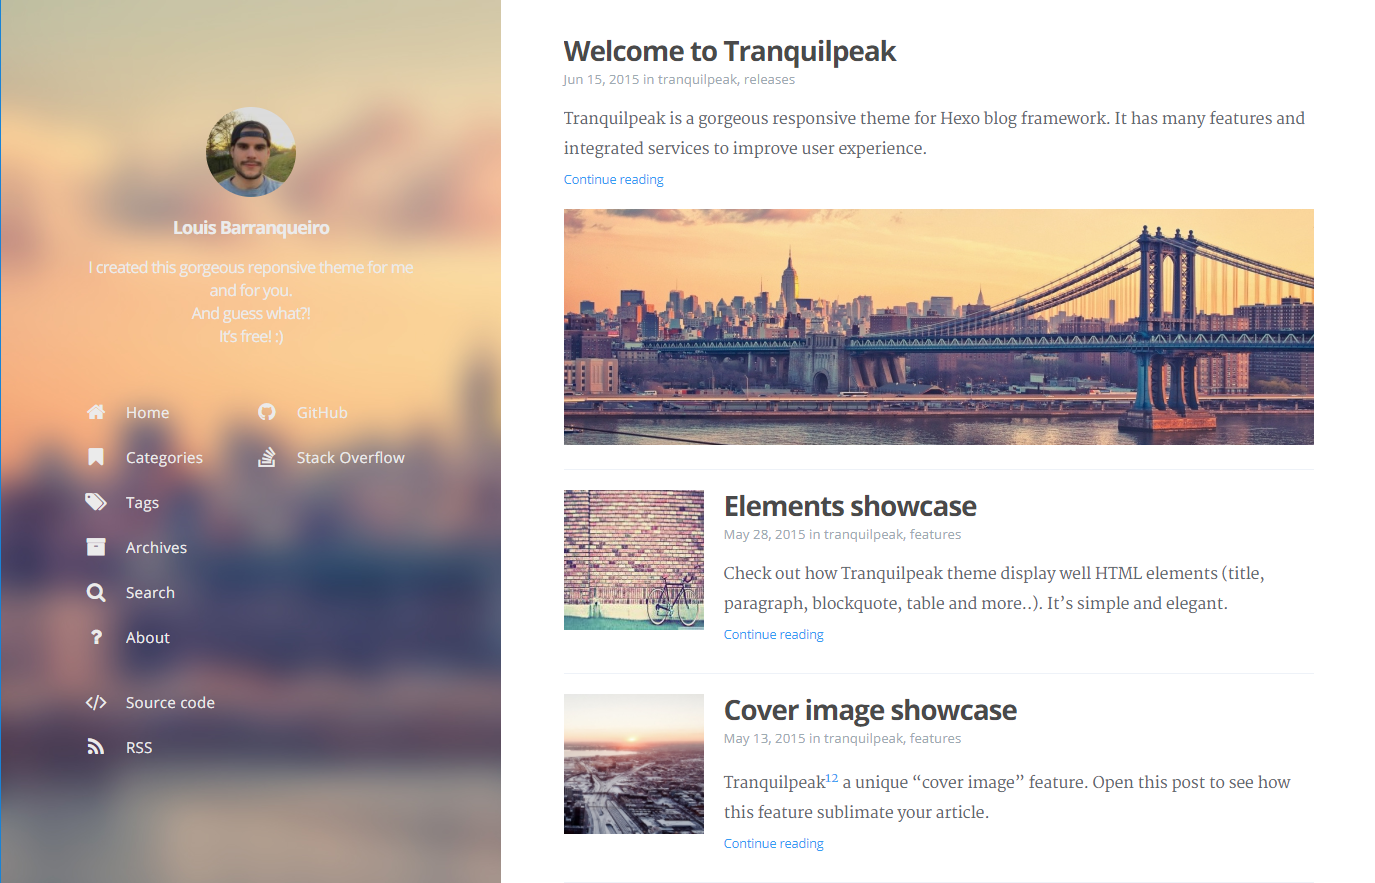 Louis Barranqueiro
I created this gorgeous reponsive theme for me
and for you.
And guess what?!
It's free! :)
Home
Categories
Tags
Archives
Search
About
Source code
RSS
GitHub
Stack Overflow
Welcome to Tranquilpeak
Jun 15, 2015 in tranquilpeak, releases
Tranquilpeak is a gorgeous responsive theme for Hexo blog framework. It has many features and
integrated services to improve user experience.
Continue reading
Elements showcase
May 28, 2015 in tranquilpeak, features
Check out how Tranquilpeak theme display well HTML elements (title,
paragraph, blockquote, table and more..). It’s simple and elegant.
Continue reading
Cover image showcase
May 13, 2015 in tranquilpeak, features
Tranquilpeak12 a unique “cover image” feature. Open this post to see how
this feature sublimate your article.
Continue reading